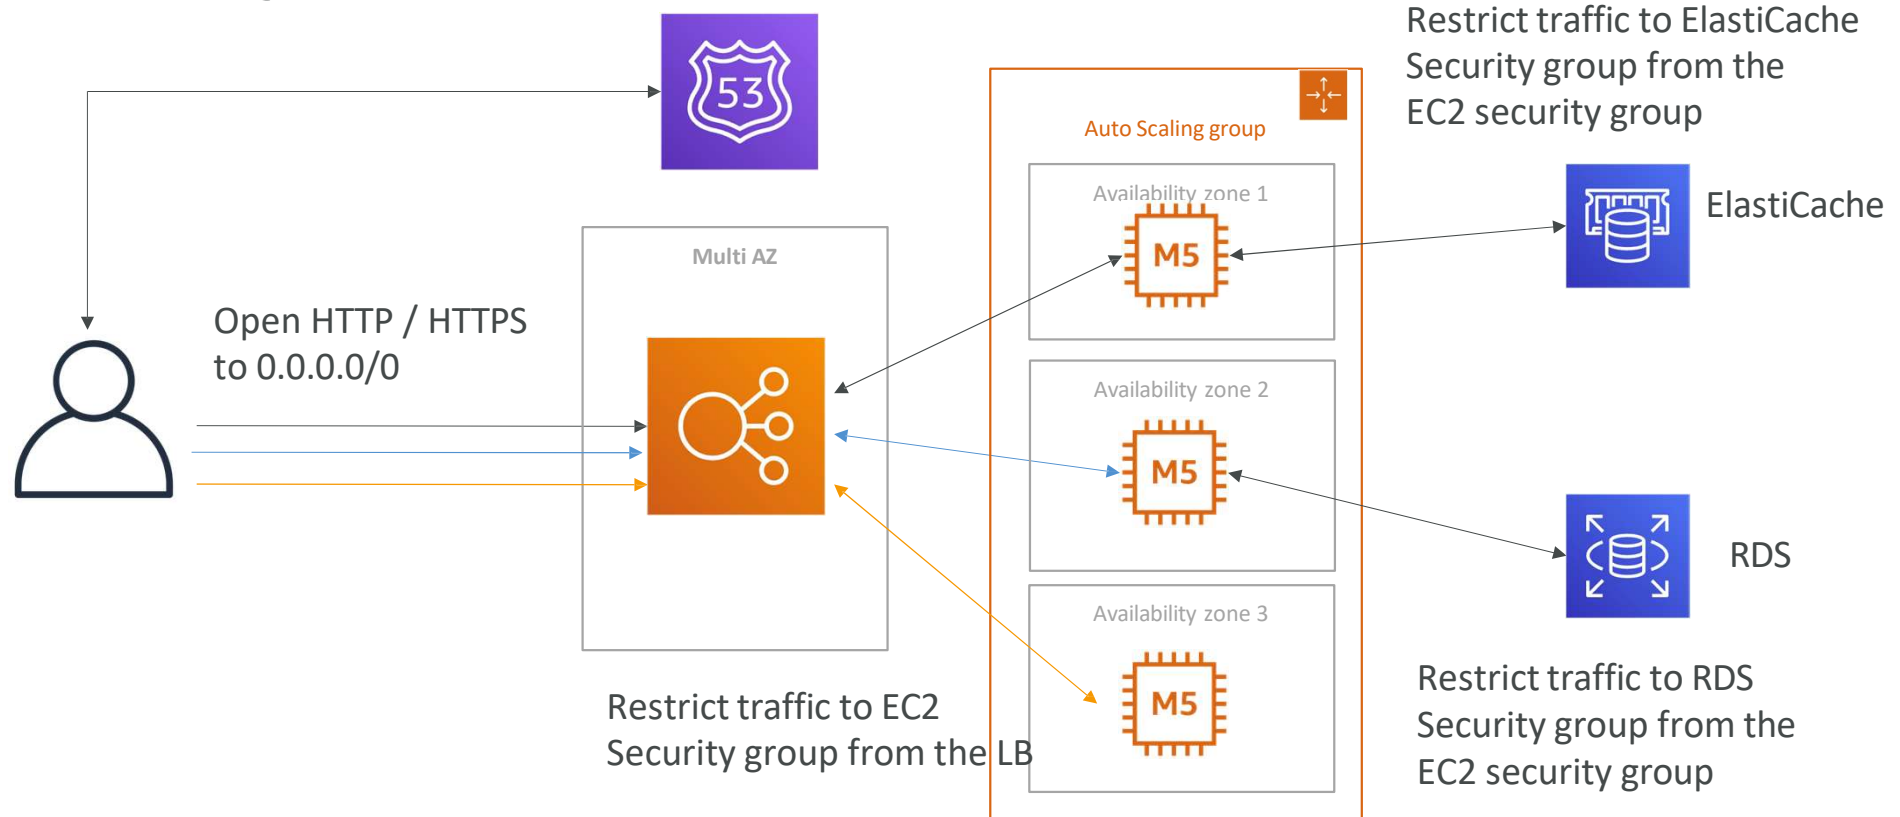 Restrict traffic to ElastiCache
Security group from the
EC2 security group
53
Auto Scaling group
Availability zone 1
M5
ElastiCache
Multi AZ
Open HTTP / HTTPS
to 0.0.0.0/0
Availability zone 2
M5
RDS
Availability zone 3
M5
Restrict traffic to EC2
Security group from the LB
Restrict traffic to RDS
Security group from the
EC2 security group